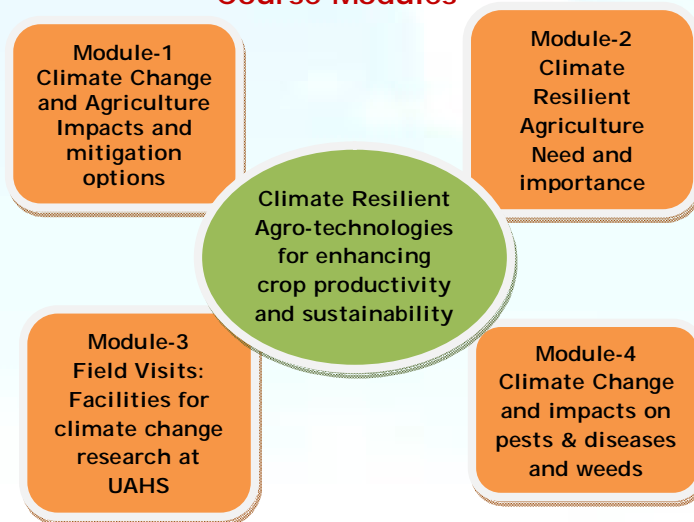 Course Modules
Module-1
Climate Change
and Agriculture
Impacts and
mitigation
options
Module-2
Climate
Resilient
Agriculture
Need and
importance
Climate Resilient
Agro-technologies
for enhancing
crop productivity
and sustainability
Module-3
Field Visits:
Facilities for
climate change
research at
UAHS
Module-4
Climate Change
and impacts on
pests & diseases
and weeds